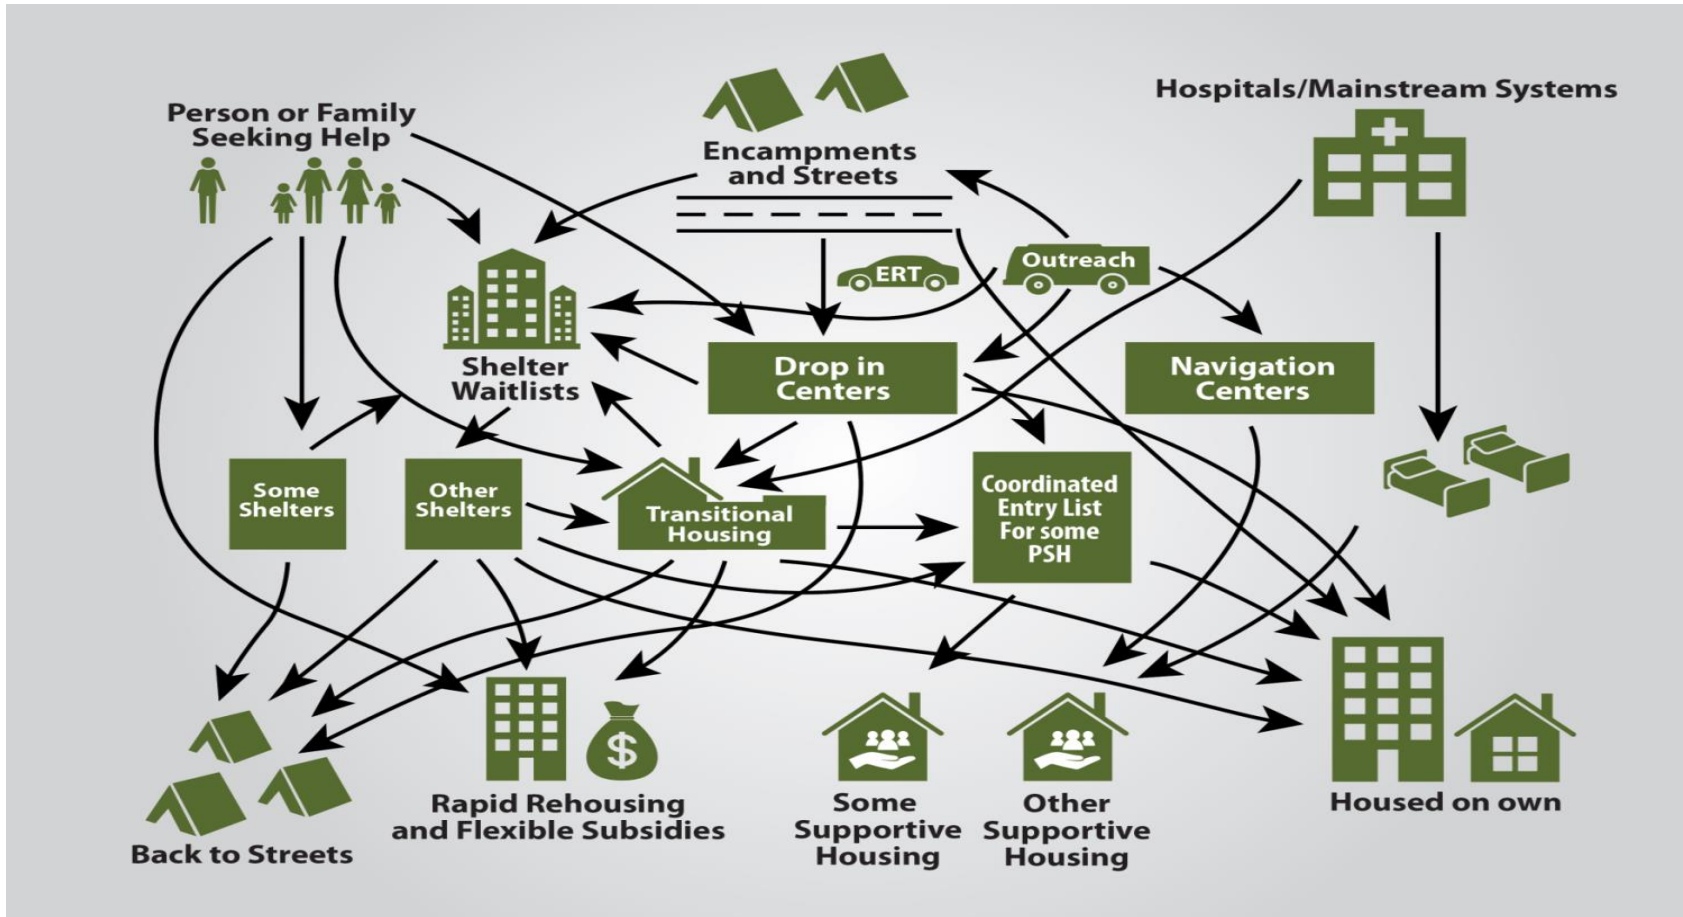 Person or Family
Seeking Help
Encampments
and Streets
Hospitals/Mainstream Systems
ERT
Outreach
Shelter
Waitlists
Drop in
Centers
Navigation
Centers
Some
Shelters
Other
Shelters
Transitional
Housing
Coordinated
Entry List
For some
PSH
$
Back to Streets
Rapid Rehousing
and Flexible Subsidies
Some
Supportive
Housing
Other
Supportive
Housing
Housed on own